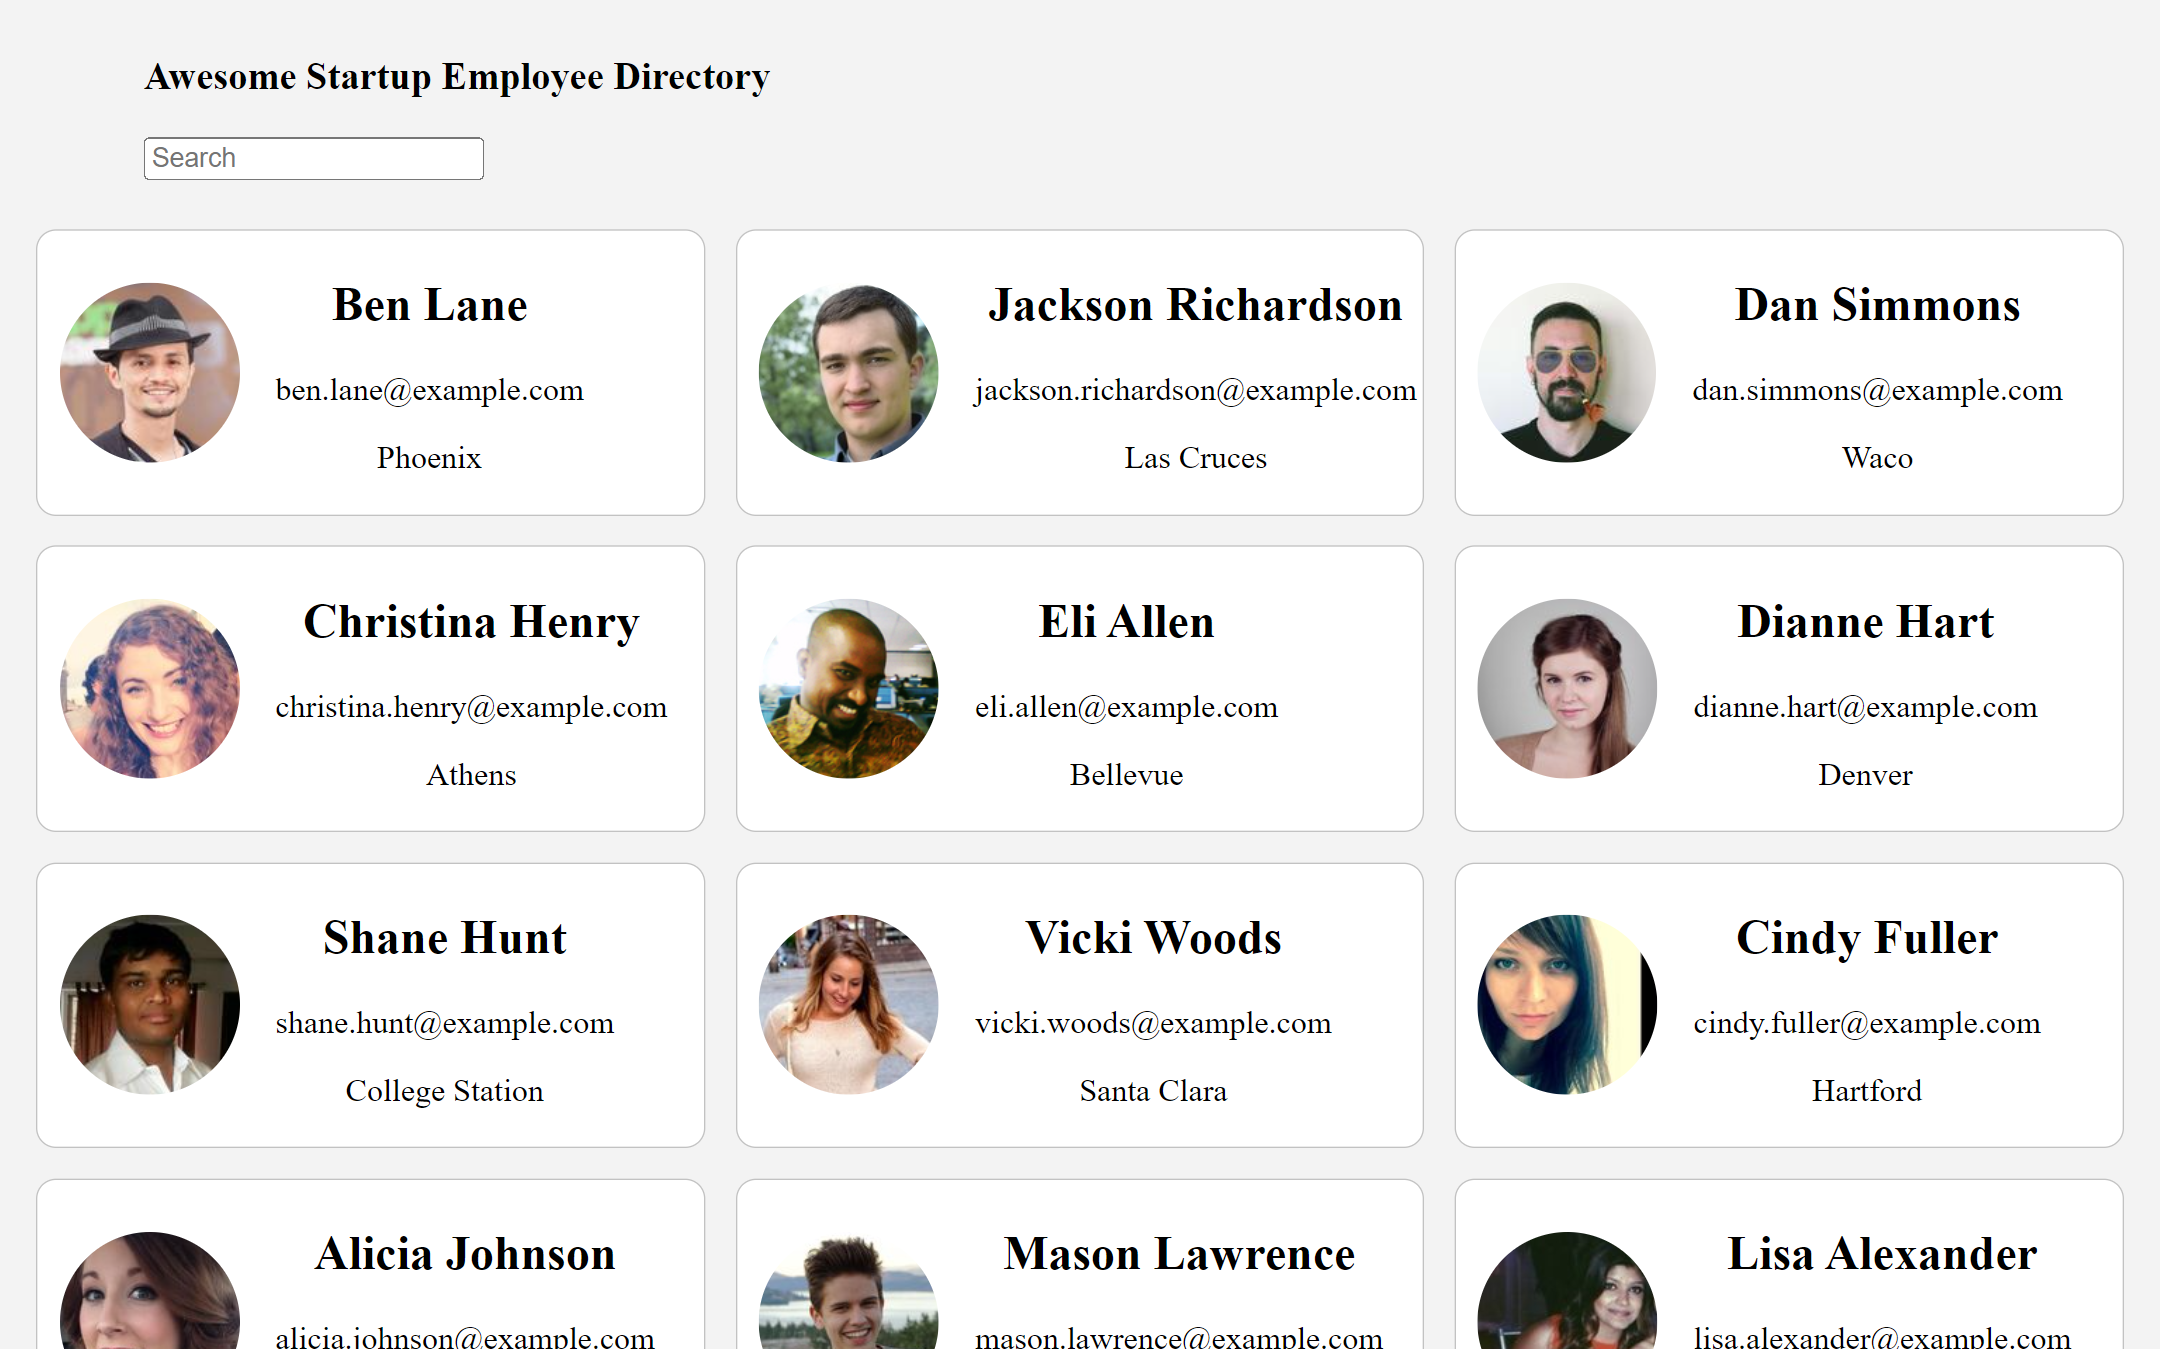 Awesome Startup Employee Directory
Search
Ben Lane
ben.lane@example.com
Phoenix
Jackson Richardson
jackson.richardson@example.com
Las Cruces
Dan Simmons
dan.simmons@example.com
Waco
Christina Henry
christina.henry@example.com
Athens
Eli Allen
eli.allen@example.com
Bellevue
Dianne Hart
dianne.hart@example.com
Denver
Shane Hunt
shane.hunt@example.com
College Station
Vicki Woods
vicki.woods@example.com
Santa Clara
Cindy Fuller
cindy.fuller@example.com
Hartford
Alicia Johnson
alicia.johnson@example.com
Mason Lawrence
mason.lawrence@example.com
Lisa Alexander
lisa.alexander@example.com